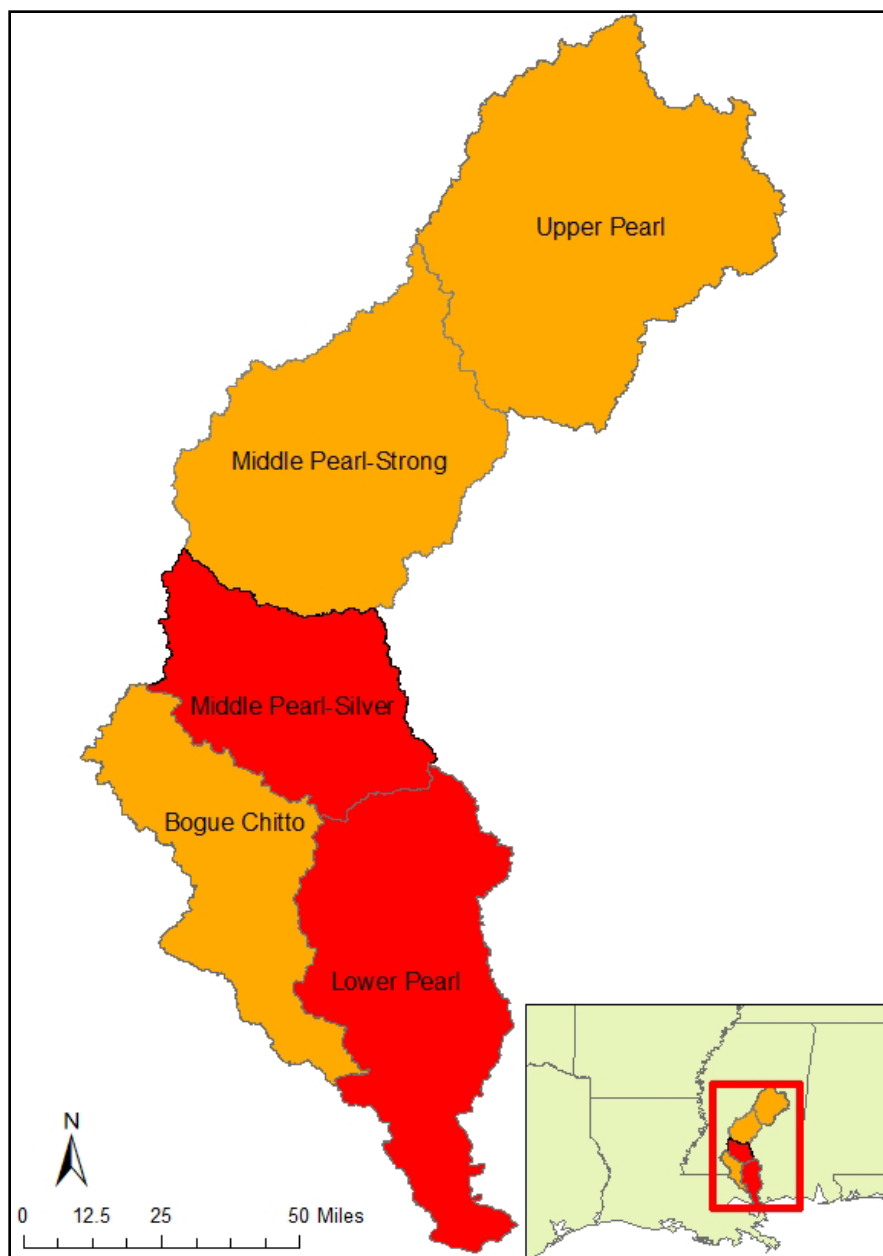 Upper Pearl
Middle Pearl-Strong
Middle Pearl-Silver
Bogue Chitto
Lower Pearl
N
0 12.5 25 50 Miles